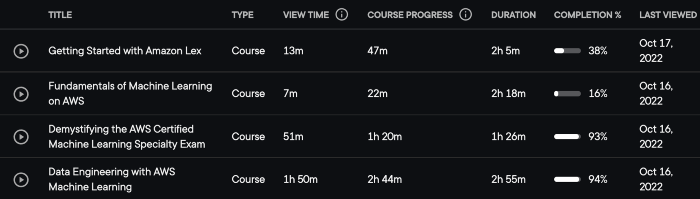 TITLE TYPE VIEW TIME COURSE PROGRESS DURATION COMPLETION % LAST VIEWED
Getting Started with Amazon Lex Course 13m 47m 2h 5m 38% Oct 17,
2022
Fundamentals of Machine Learning
on AWS Course 7m 22m 2h 18m 16% Oct 16,
2022
Demystifying the AWS Certified
Machine Learning Specialty Exam Course 51m 1h 20m 1h 26m 93% Oct 16,
2022
Data Engineering with AWS
Machine Learning Course 1h 50m 2h 44m 2h 55m 94% Oct 16,
2022